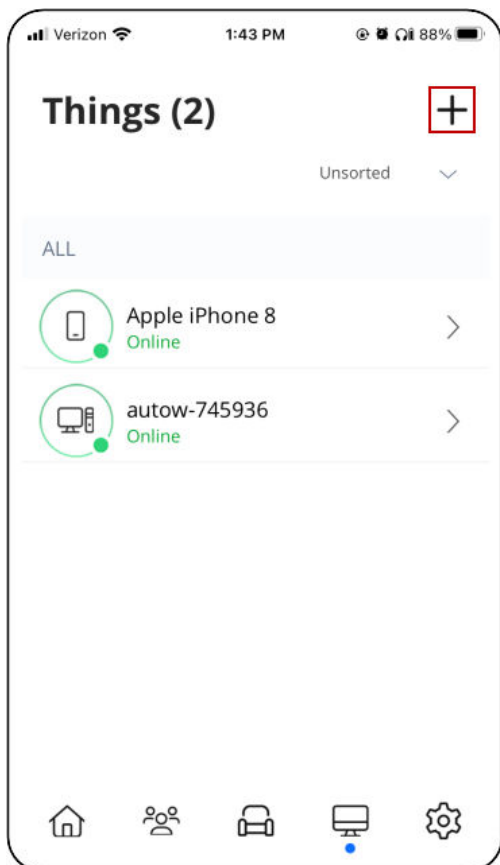 Verizon 1:43 PM 88%
Things (2)
Unsorted
ALL
Apple iPhone 8
Online
autow-745936
Online